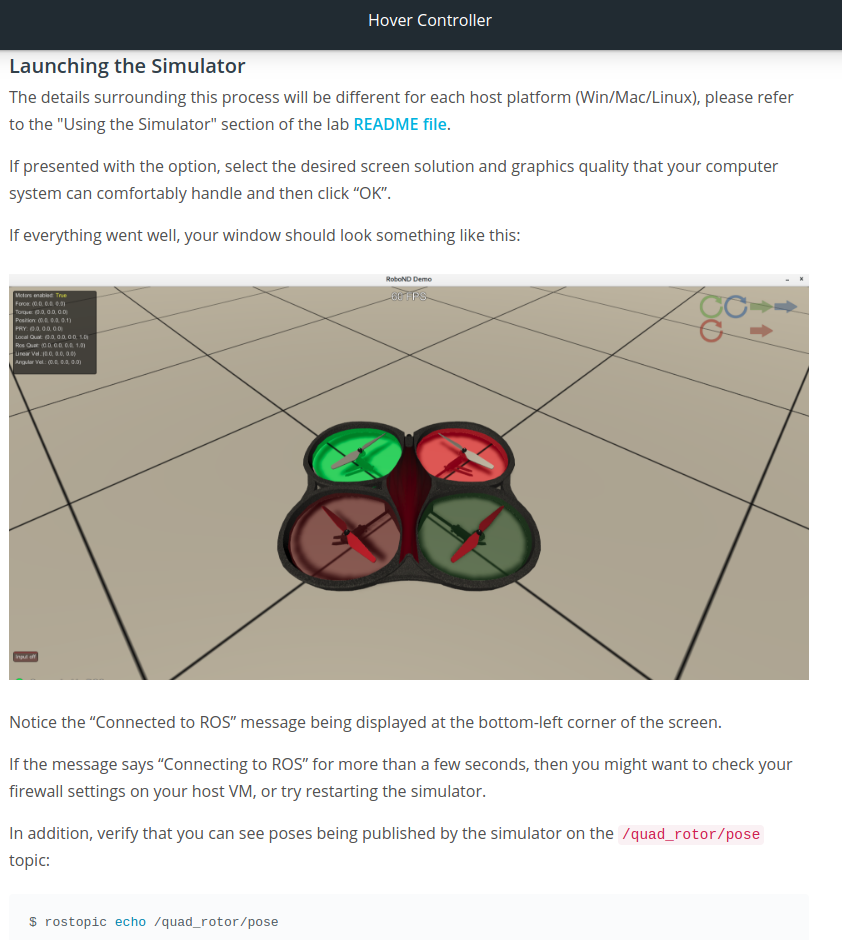 Hover Controller
Launching the Simulator
The details surrounding this process will be different for each host platform (Win/Mac/Linux), please refer
to the "Using the Simulator" section of the lab README file.
If presented with the option, select the desired screen solution and graphics quality that your computer
system can comfortably handle and then click “OK”.
If everything went well, your window should look something like this:
RoboND Demo
Motors enabled: True
Force: (0.0, 0.0, 0.0)
Torque: (0.0, 0.0, 0.0)
Position: (0.0, 0.0, 0.1)
PRY: (0.0, 0.0, 0.0)
Local Quat: (0.0, 0.0, 0.0, 1.0)
Ros Quat: (0.0, 0.0, 0.0, 1.0)
Linear Vel.: (0.0, 0.0, 0.0)
Angular Vel.: (0.0, 0.0, 0.0)
FPS
Input off
Notice the “Connected to ROS” message being displayed at the bottom-left corner of the screen.
If the message says “Connecting to ROS” for more than a few seconds, then you might want to check your
firewall settings on your host VM, or try restarting the simulator.
In addition, verify that you can see poses being published by the simulator on the /quad_rotor/pose
topic:
$ rostopic echo /quad_rotor/pose